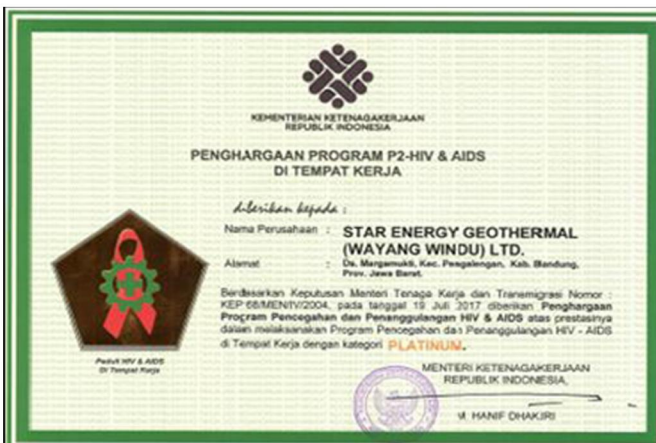 KEMENTERIAN KETENAGAKERJAAN
REPUBLIK INDONESIA
PENGHARGAAN PROGRAM P2-HIV & AIDS
DI TEMPAT KERJA
diberikan kepada :
Nama Perusahaan : STAR ENERGY GEOTHERMAL
(WAYANG WINDU) LTD.
Alamat : Ds. Margamukti, Kec. Pangalengan, Kab. Bandung,
Prov. Jawa Barat.
Berdasarkan Keputusan Menteri Tenaga Kerja dan Transmigrasi Nomor :
KEP 68/MEN/IV/2004, pada tanggal 19 Juli 2017 diberikan Penghargaan
Program Pencegahan dan Penanggulangan HIV & AIDS atas prestasinya
dalam melaksanakan Program Pencegahan dan Penanggulangan HIV - AIDS
di Tempat Kerja dengan kategori PLATINUM.
Peduli HIV & AIDS
Di Tempat Kerja
MENTERI KETENAGAKERJAAN
REPUBLIK INDONESIA,
M. HANIF DHAKIRI